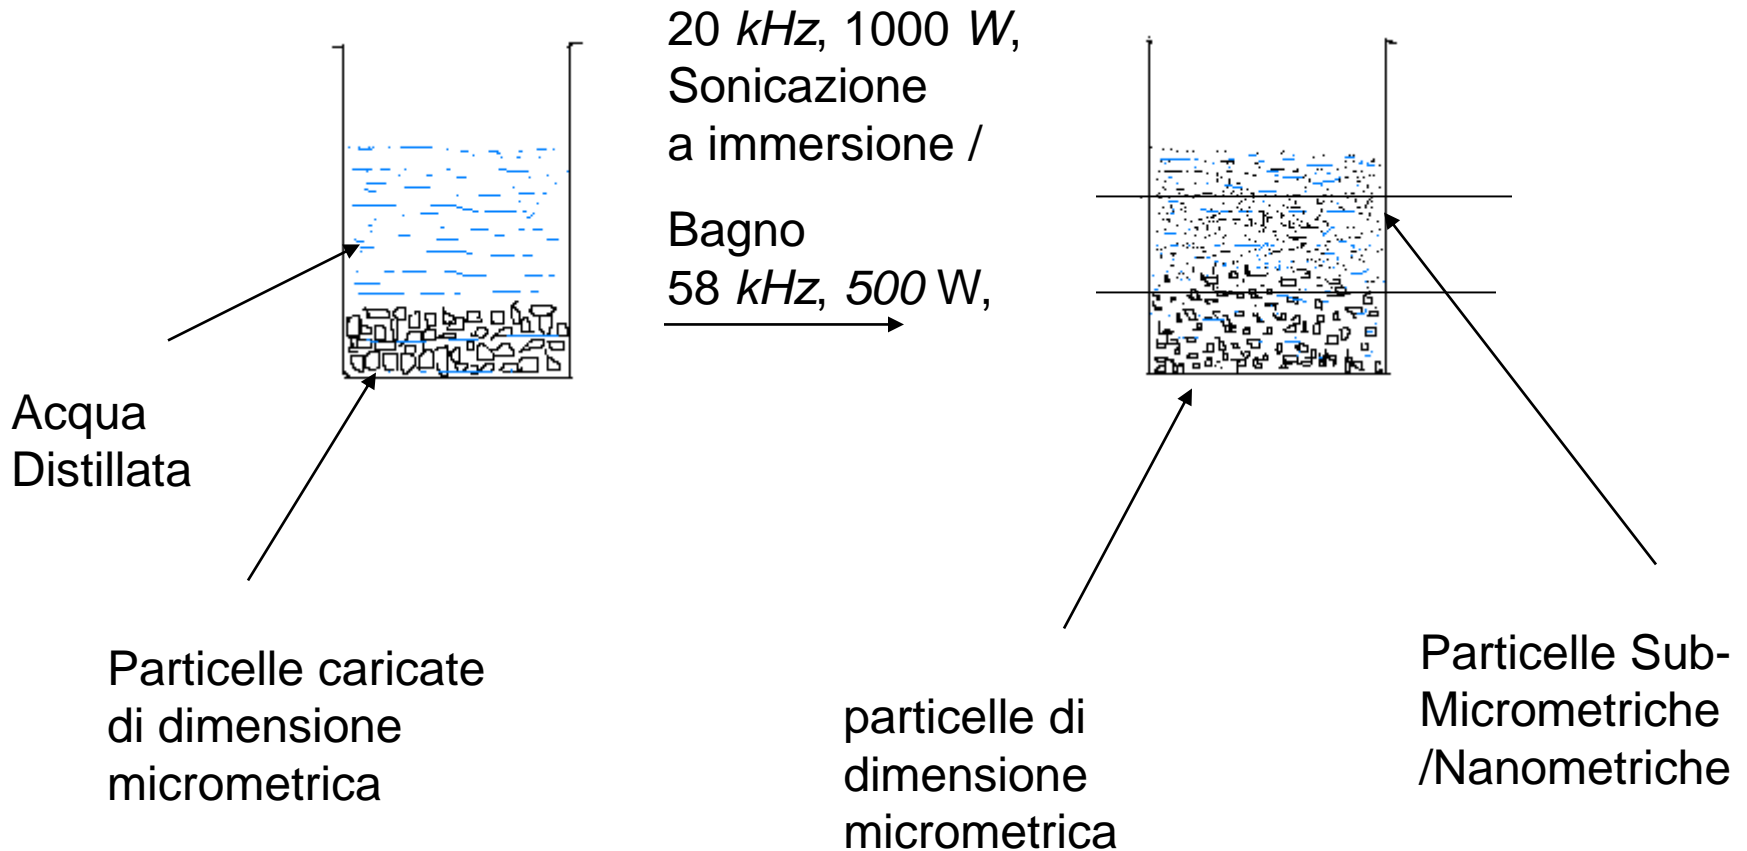 20 kHz, 1000 W,
Sonicazione
a immersione /
Bagno
58 kHz, 500 W,
Acqua
Distillata
Particelle caricate
di dimensione
micrometrica
particelle di
dimensione
micrometrica
Particelle Sub-
Micrometriche
/Nanometriche